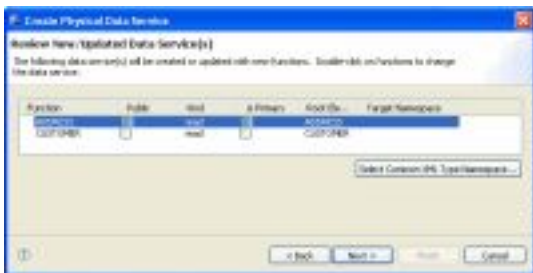 Create Physical Data Service
Review New/Updated Data Service(s)
The following data service(s) will be created or updated with new functions. Double-click on functions to change
the data service.
Function Public Kind Is Primary Root Ele... Target Namespace
ADDRESS read ADDRESS
CUSTOMER read CUSTOMER
Select Common XML Type Namespace...
< Back Next > Finish Cancel